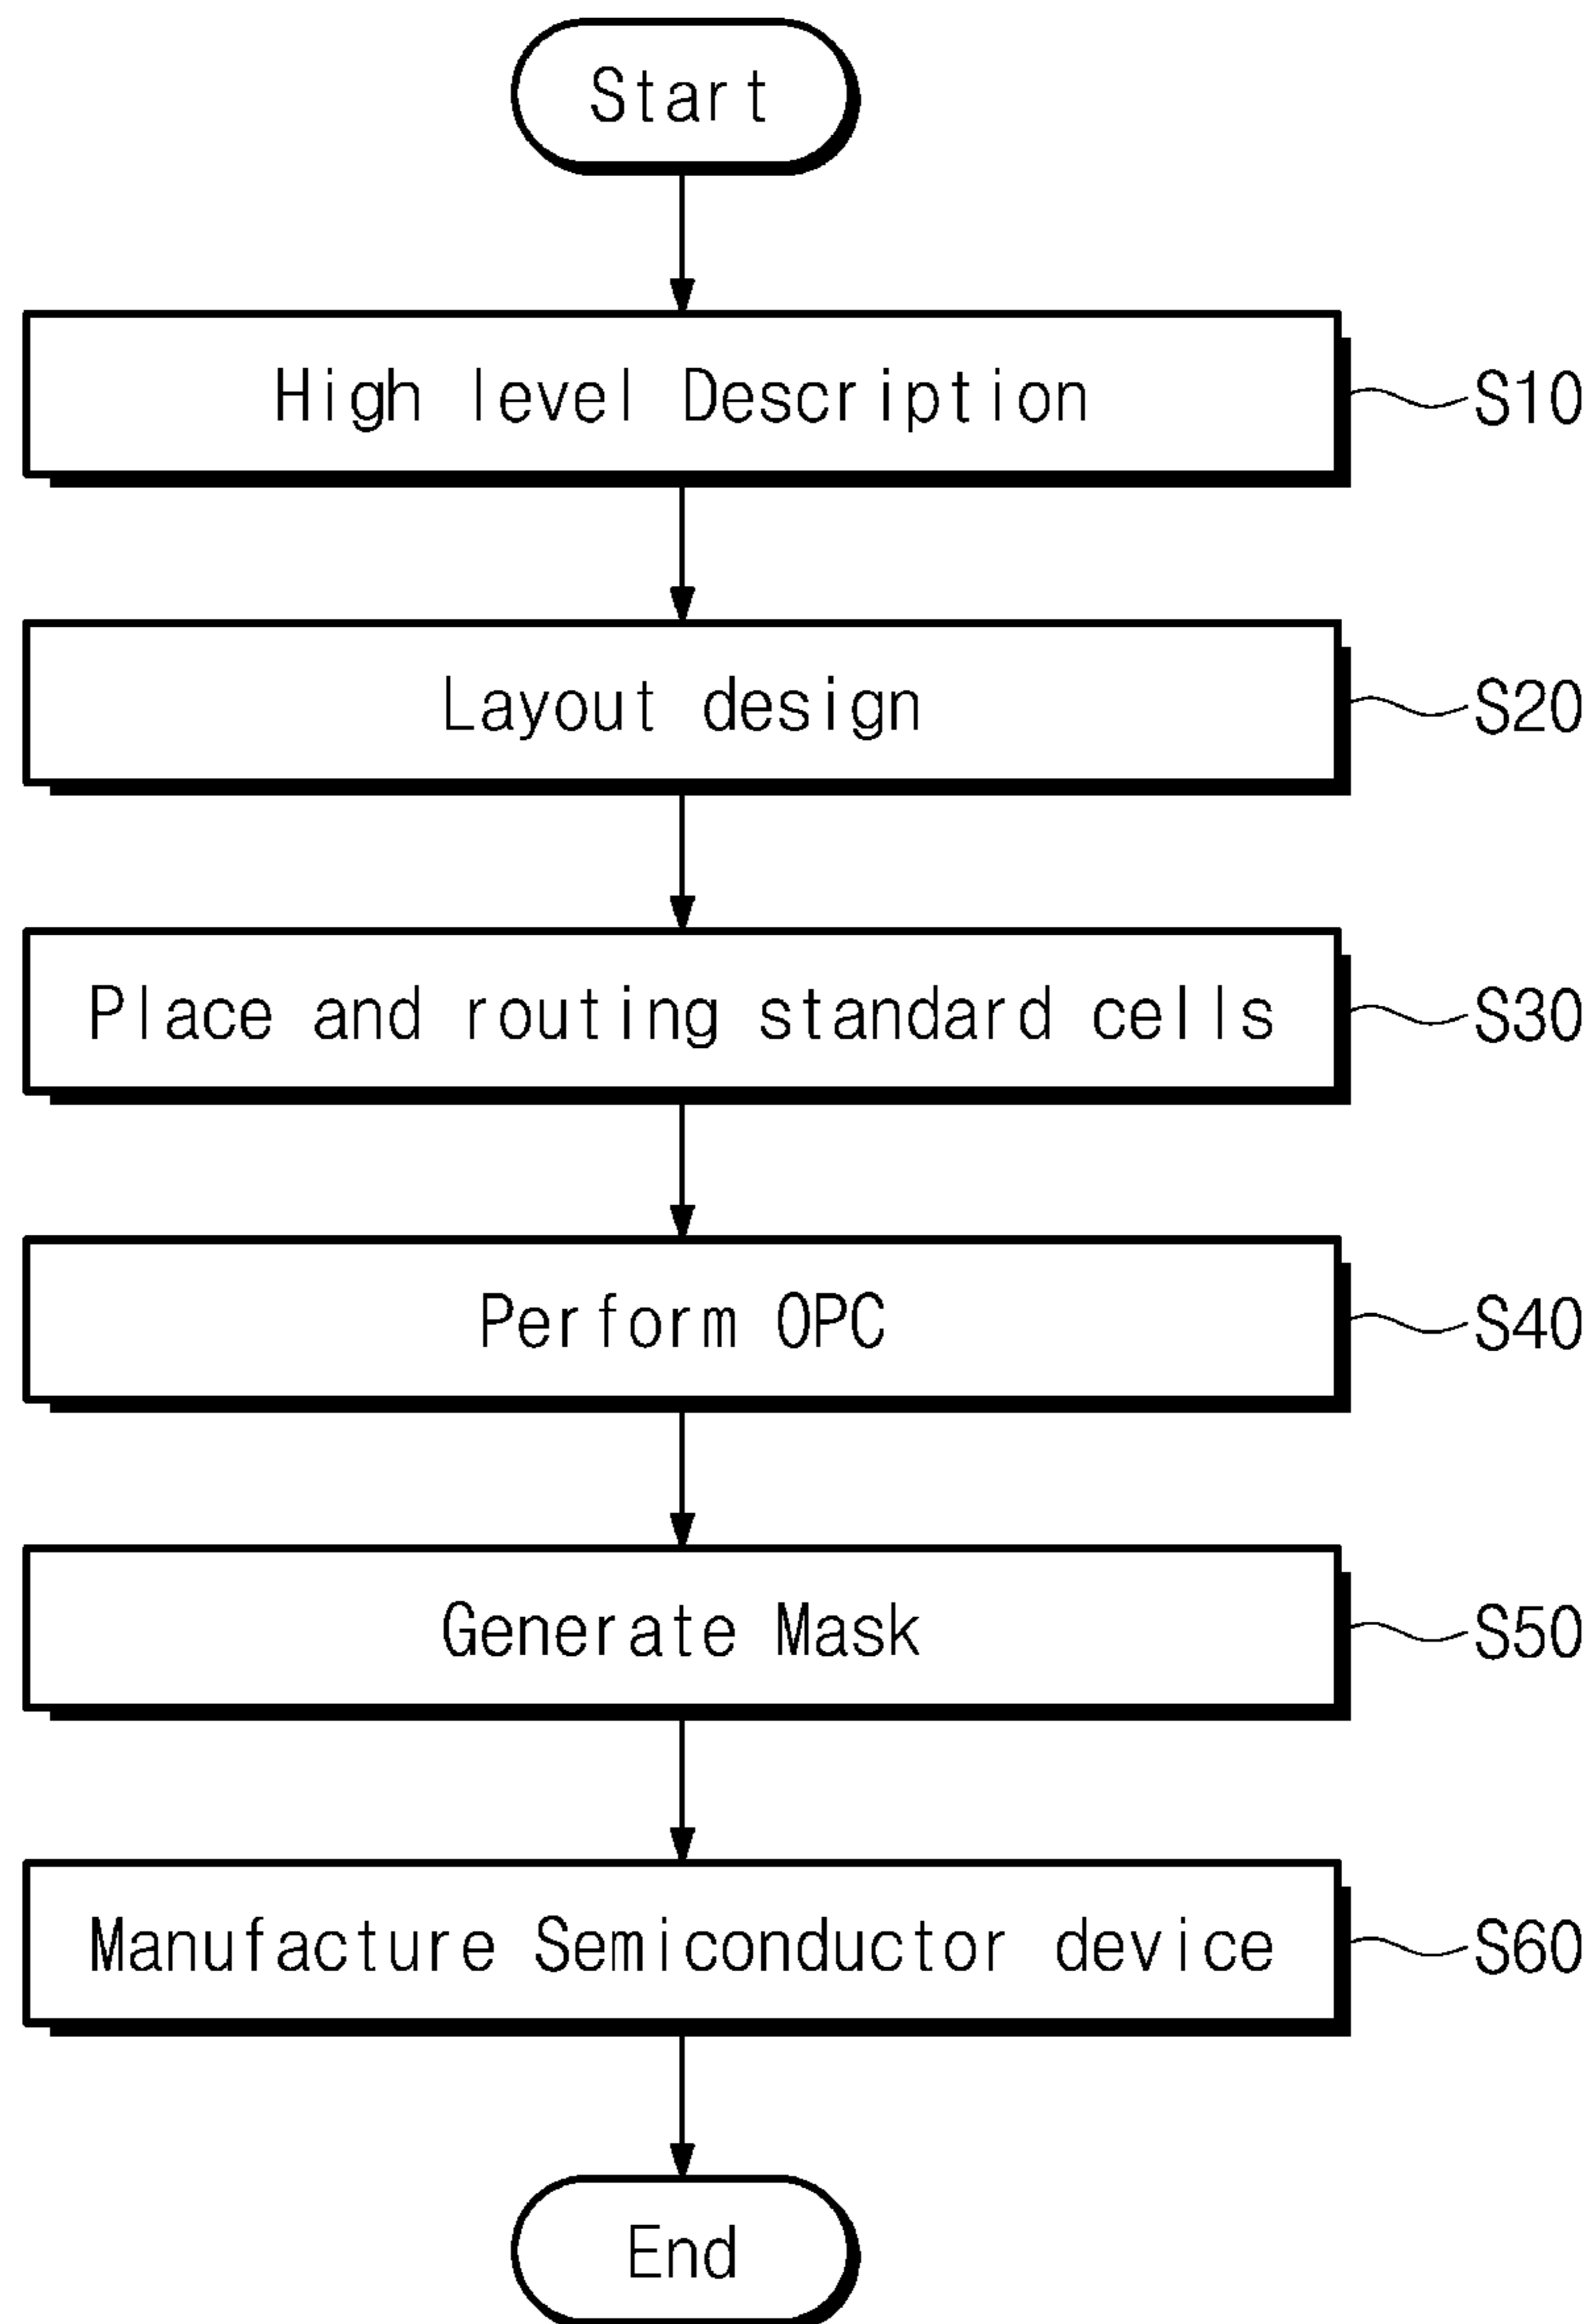 Start
High level Description
S10
Layout design
S20
Place and routing standard cells
S30
Perform OPC
S40
Generate Mask
S50
Manufacture Semiconductor device
S60
End